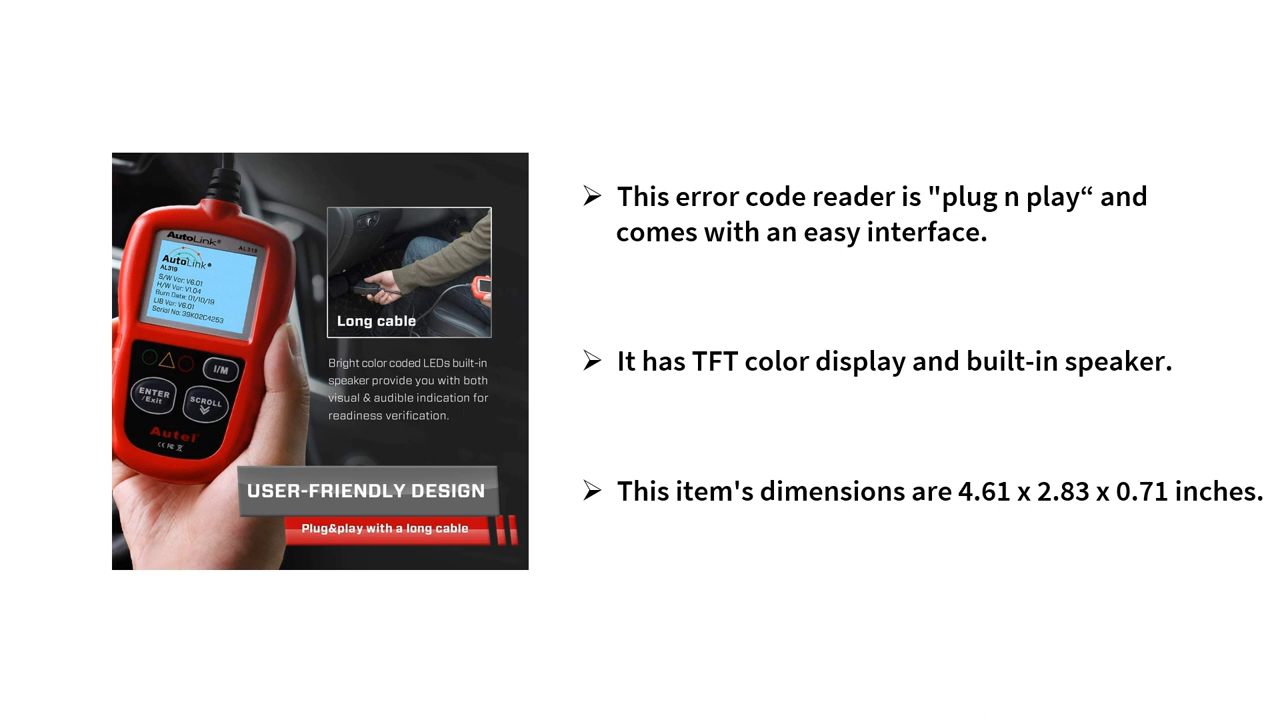 AutoLink® AL319
AutoLink®
AL319
S/W Ver: V6.01
H/W Ver: V1.04
Burn Date: 01/10/19
LIB Ver: V6.01
Serial No: 39K02C4253
I/M
ENTER
/Exit
SCROLL
Autel
CE FC
Long cable
Bright color coded LEDs built-in
speaker provide you with both
visual & audible indication for
readiness verification.
USER-FRIENDLY DESIGN
Plug&play with a long cable
➢ This error code reader is "plug n play“ and
comes with an easy interface.
➢ It has TFT color display and built-in speaker.
➢ This item's dimensions are 4.61 x 2.83 x 0.71 inches.